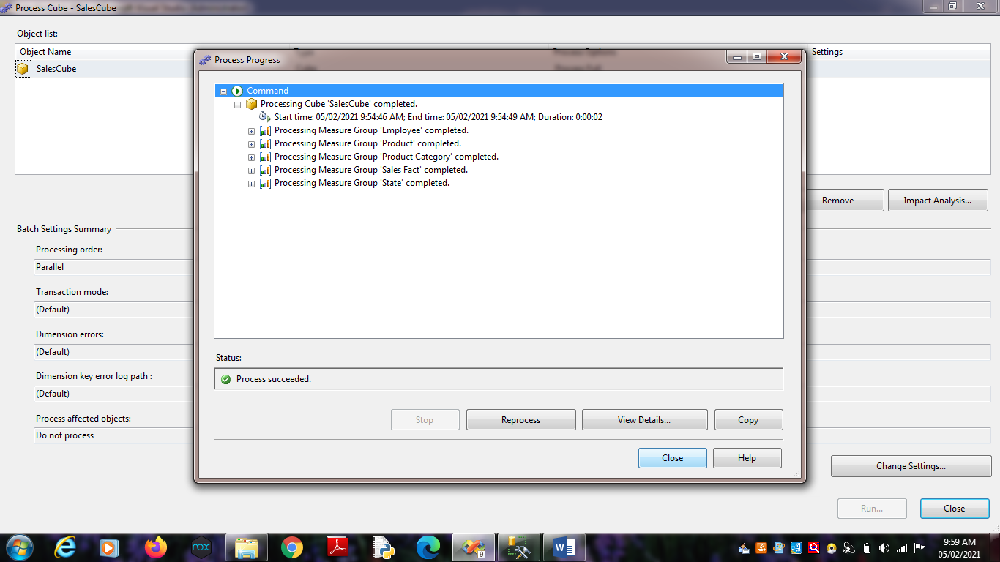 Process Cube - SalesCube
Object list:
Object Name
Settings
SalesCube
Process Progress
Command
Processing Cube 'SalesCube' completed.
Start time: 05/02/2021 9:54:46 AM; End time: 05/02/2021 9:54:49 AM; Duration: 0:00:02
Processing Measure Group 'Employee' completed.
Processing Measure Group 'Product' completed.
Processing Measure Group 'Product Category' completed.
Processing Measure Group 'Sales Fact' completed.
Processing Measure Group 'State' completed.
Status:
Process succeeded.
Stop
Reprocess
View Details...
Copy
Close
Help
Remove
Impact Analysis...
Batch Settings Summary
Processing order:
Parallel
Transaction mode:
(Default)
Dimension errors:
(Default)
Dimension key error log path :
(Default)
Process affected objects:
Do not process
Change Settings...
Run...
Close
nox
9
9:59 AM
05/02/2021